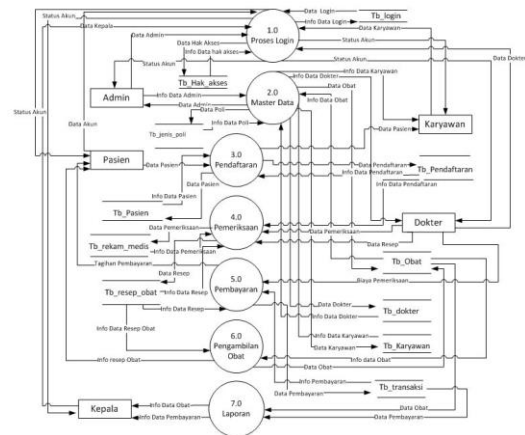 Status Akun
Data Kepala
Data Admin
Data Akun
Data Hak Akses
Info Data hak akses
Tb_Hak_akses
1.0
Proses Login
Data Login
Info Data Login
Tb_login
Data Karyawan
Status Akun
Data Dokter
Status Akun
Status Akun
Status Akun
Admin
Info Data Admin
Data Admin
Data Poli
Info Data Poli
Tb_jenis_poli
2.0
Master Data
Info Data Karyawan
Info Data Dokter
Data Obat
Info Data Obat
Karyawan
Data Akun
Pasien
Data Pasien
3.0
Pendaftaran
Data Pasien
Data Pendaftaran
Info Data Pendaftaran
Tb_Pendaftaran
Info Data Pasien
Data Pasien
Tb_Pasien
Info Data Pendaftaran
4.0
Pemeriksaan
Info Data Pemeriksaan
Data Pemeriksaan
Data Resep
Dokter
Data Pemeriksaan
Tb_rekam_medis
Info Data Pemeriksaan
Tagihan Pembayaran
Data Resep
Tb_resep_obat
Info Data Resep
Info Data Resep
5.0
Pembayaran
Tb_Obat
Biaya Pemeriksaan
Data Dokter
Info Data Dokter
Tb_dokter
Info Data Resep Obat
Info resep Obat
6.0
Pengambilan
Obat
Info Data Karyawan
Data Karyawan
Tb_Karyawan
Info Data Obat
Data Obat
Info Pembayaran
Data Pembayaran
Tb_transaksi
Kepala
Info Data Obat
Info Data Pembayaran
7.0
Laporan
Data Obat
Data Pembayaran